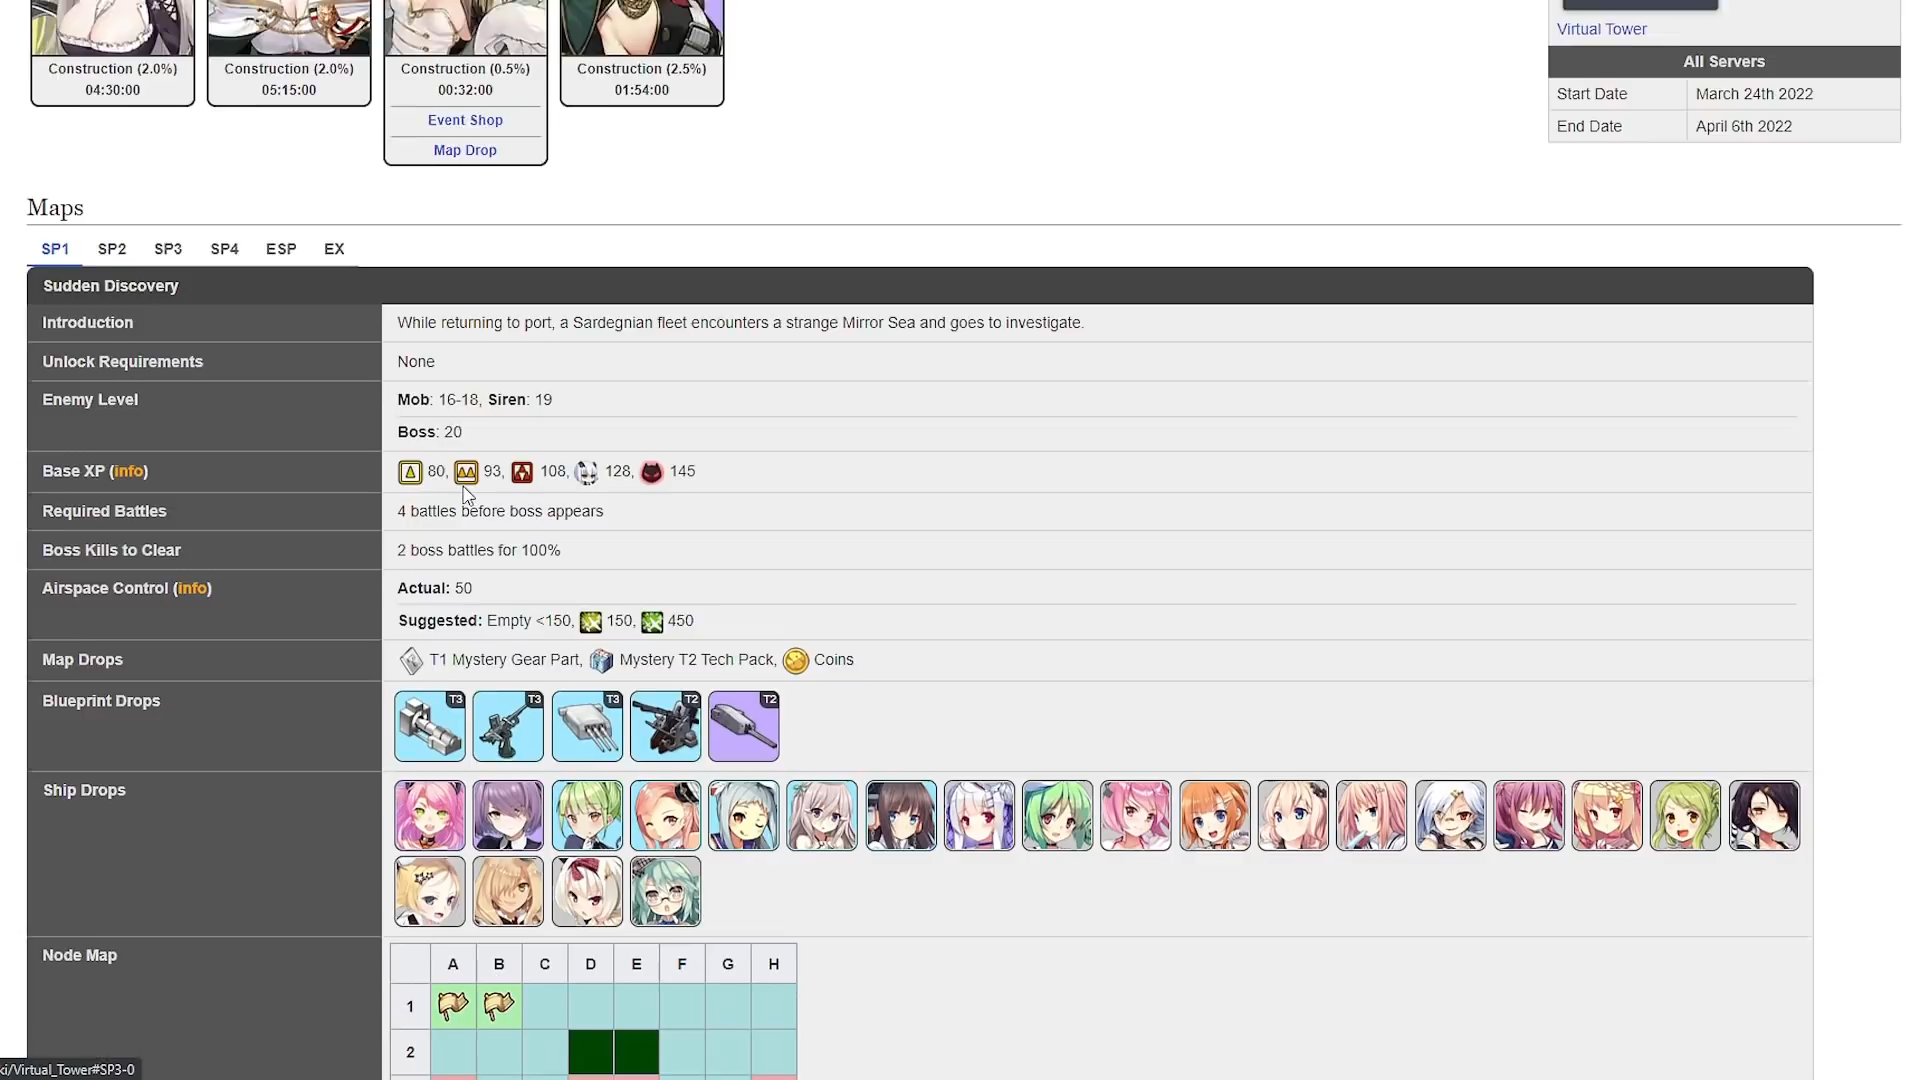 Construction (2.0%)
04:30:00
Construction (2.0%)
05:15:00
Construction (0.5%)
00:32:00
Event Shop
Map Drop
Construction (2.5%)
01:54:00
Virtual Tower
All Servers
Start Date March 24th 2022
End Date April 6th 2022
Maps
SP1 SP2 SP3 SP4 ESP EX
Sudden Discovery
Introduction While returning to port, a Sardegnian fleet encounters a strange Mirror Sea and goes to investigate.
Unlock Requirements None
Enemy Level Mob: 16-18, Siren: 19
Boss: 20
Base XP (info) 80, 93, 108, 128, 145
Required Battles 4 battles before boss appears
Boss Kills to Clear 2 boss battles for 100%
Airspace Control (info) Actual: 50
Suggested: Empty <150, 150, 450
Map Drops T1 Mystery Gear Part, Mystery T2 Tech Pack, Coins
Blueprint Drops T3 T3 T3 T2 T2
Ship Drops
Node Map A B C D E F G H
1
2
ki/Virtual_Tower#SP3-0